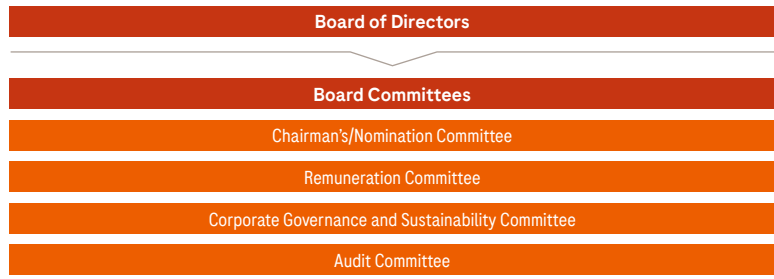 Board of Directors
Board Committees
Chairman's/Nomination Committee
Remuneration Committee
Corporate Governance and Sustainability Committee
Audit Committee